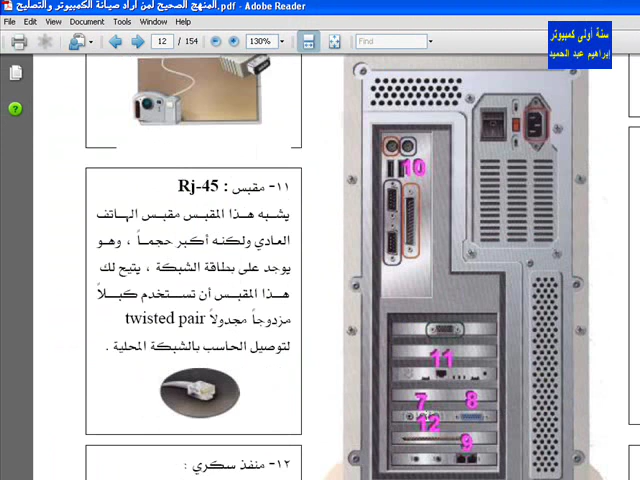 المنهج الصحيح لمن أراد صيانة الكمبيوتر والتصليح.pdf - Adobe Reader
File Edit View Document Tools Window Help
12 / 154 130% Find
سنة أولى كمبيوتر
إبراهيم عبد الحميد
١١- مقبس : Rj-45
يشبه هذا المقبس مقبس الهاتف
العادي ولكنه أكبر حجماً ، وهو
يوجد على بطاقة الشبكة ، يتيح لك
هذا المقبس أن تستخدم كبلاً
مزدوجاً مجدولاً twisted pair
لتوصيل الحاسب بالشبكة المحلية .
١٢- منفذ سكري :
10
11
7
8
12
9